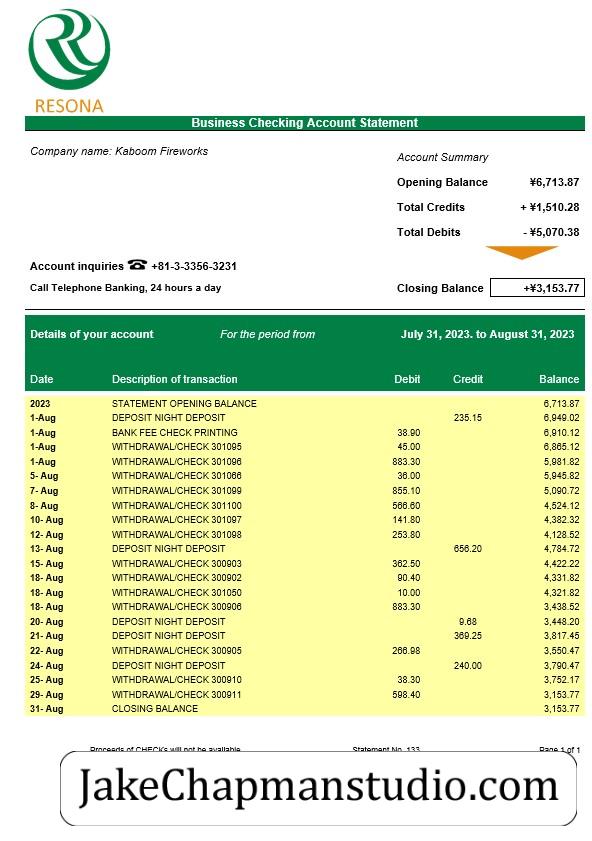 RESONA
Business Checking Account Statement
Company name: Kaboom Fireworks
Account Summary
Opening Balance ¥6,713.87
Total Credits + ¥1,510.28
Total Debits - ¥5,070.38
Account inquiries ☎ +81-3-3356-3231
Call Telephone Banking, 24 hours a day
Closing Balance +¥3,153.77
Details of your account For the period from July 31, 2023. to August 31, 2023
Date Description of transaction Debit Credit Balance
2023 STATEMENT OPENING BALANCE 6,713.87
1-Aug DEPOSIT NIGHT DEPOSIT 235.15 6,949.02
1-Aug BANK FEE CHECK PRINTING 38.90 6,910.12
1-Aug WITHDRAWAL/CHECK 301095 45.00 6,865.12
1-Aug WITHDRAWAL/CHECK 301096 883.30 5,981.82
5- Aug WITHDRAWAL/CHECK 301066 36.00 5,945.82
7- Aug WITHDRAWAL/CHECK 301099 855.10 5,090.72
8- Aug WITHDRAWAL/CHECK 301100 566.60 4,524.12
10- Aug WITHDRAWAL/CHECK 301097 141.80 4,382.32
12- Aug WITHDRAWAL/CHECK 301098 253.80 4,128.52
13- Aug DEPOSIT NIGHT DEPOSIT 656.20 4,784.72
15- Aug WITHDRAWAL/CHECK 300903 362.50 4,422.22
18- Aug WITHDRAWAL/CHECK 300902 90.40 4,331.82
18- Aug WITHDRAWAL/CHECK 301050 10.00 4,321.82
18- Aug WITHDRAWAL/CHECK 300906 883.30 3,438.52
20- Aug DEPOSIT NIGHT DEPOSIT 9.68 3,448.20
21- Aug DEPOSIT NIGHT DEPOSIT 369.25 3,817.45
22- Aug WITHDRAWAL/CHECK 300905 266.98 3,550.47
24- Aug DEPOSIT NIGHT DEPOSIT 240.00 3,790.47
25- Aug WITHDRAWAL/CHECK 300910 38.30 3,752.17
29- Aug WITHDRAWAL/CHECK 300911 598.40 3,153.77
31- Aug CLOSING BALANCE 3,153.77
Proceeds of CHECKs will not be available Statement No. 133 Page 1 of 1
JakeChapmanstudio.com